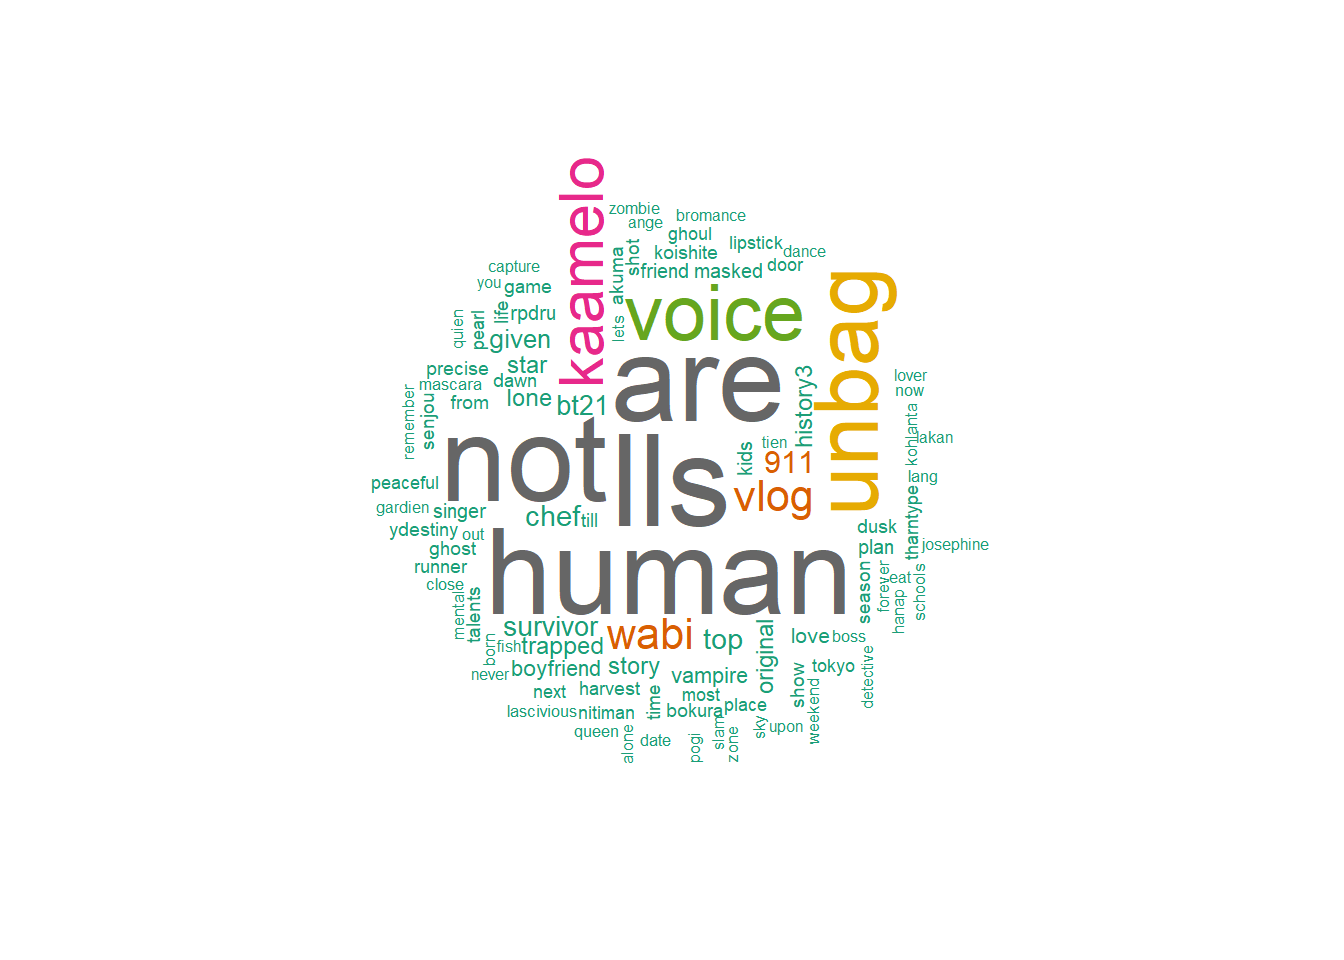 kaamelo
zombie
ange
bromance
ghoul
lipstick
shot
koishite
dance
capture
akuma
friend
masked
door
you
game
unbag
quien
pearl
life
rpdru
lets
voice
given
are
precise
star
history3
lover
mascara
dawn
now
remember
senjou
from
lone
bt21
kohlanta
lakan
not
lls
kids
tien
911
lang
peaceful
vlog
tharntype
gardien
singer
chef
till
ydestiny
out
dusk
ghost
plan
josephine
runner
human
season
forever
eat
schools
close
mentale
talents
hanap
survivor
wabi
top
original
love
boss
born
fish
trapped
detective
never
boyfriend
story
vampire
show
tokyo
next
harvest
time
most
weekend
lascivious
nitiman
bokura
place
queen
alone
date
pogi
slam
zone
sky
upon